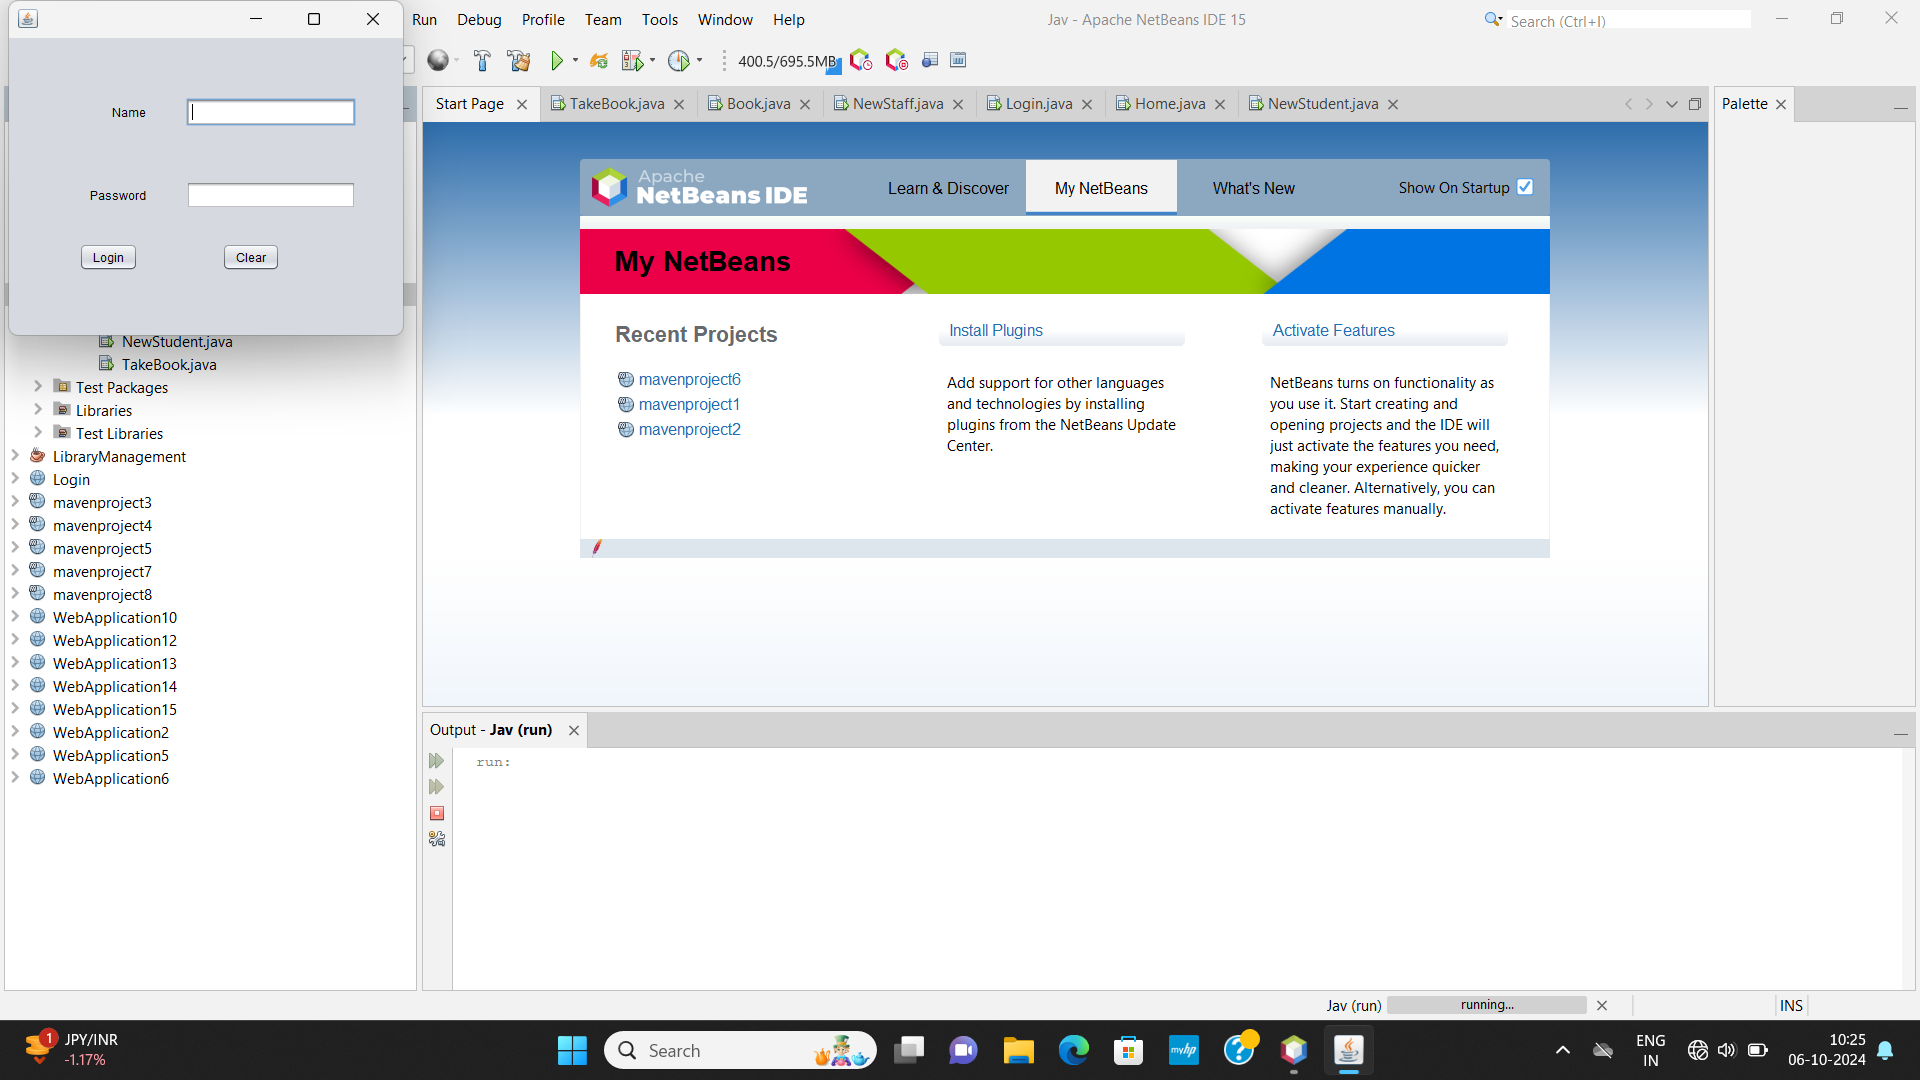 Run Debug Profile Team Tools Window Help
Jav - Apache NetBeans IDE 15
Search (Ctrl+I)
400.5/695.5MB
Name
Password
Login Clear
Start Page TakeBook.java Book.java NewStaff.java Login.java Home.java NewStudent.java
Palette
Apache
NetBeans IDE
Learn & Discover My NetBeans What's New Show On Startup
My NetBeans
Recent Projects
mavenproject6
mavenproject1
mavenproject2
Install Plugins
Add support for other languages
and technologies by installing
plugins from the NetBeans Update
Center.
Activate Features
NetBeans turns on functionality as
you use it. Start creating and
opening projects and the IDE will
just activate the features you need,
making your experience quicker
and cleaner. Alternatively, you can
activate features manually.
NewStudent.java
TakeBook.java
Test Packages
Libraries
Test Libraries
LibraryManagement
Login
mavenproject3
mavenproject4
mavenproject5
mavenproject7
mavenproject8
WebApplication10
WebApplication12
WebApplication13
WebApplication14
WebApplication15
WebApplication2
WebApplication5
WebApplication6
Output - Jav (run)
run:
Jav (run) running... INS
1
JPY/INR
-1.17%
Search
myhp
ENG
IN
10:25
06-10-2024